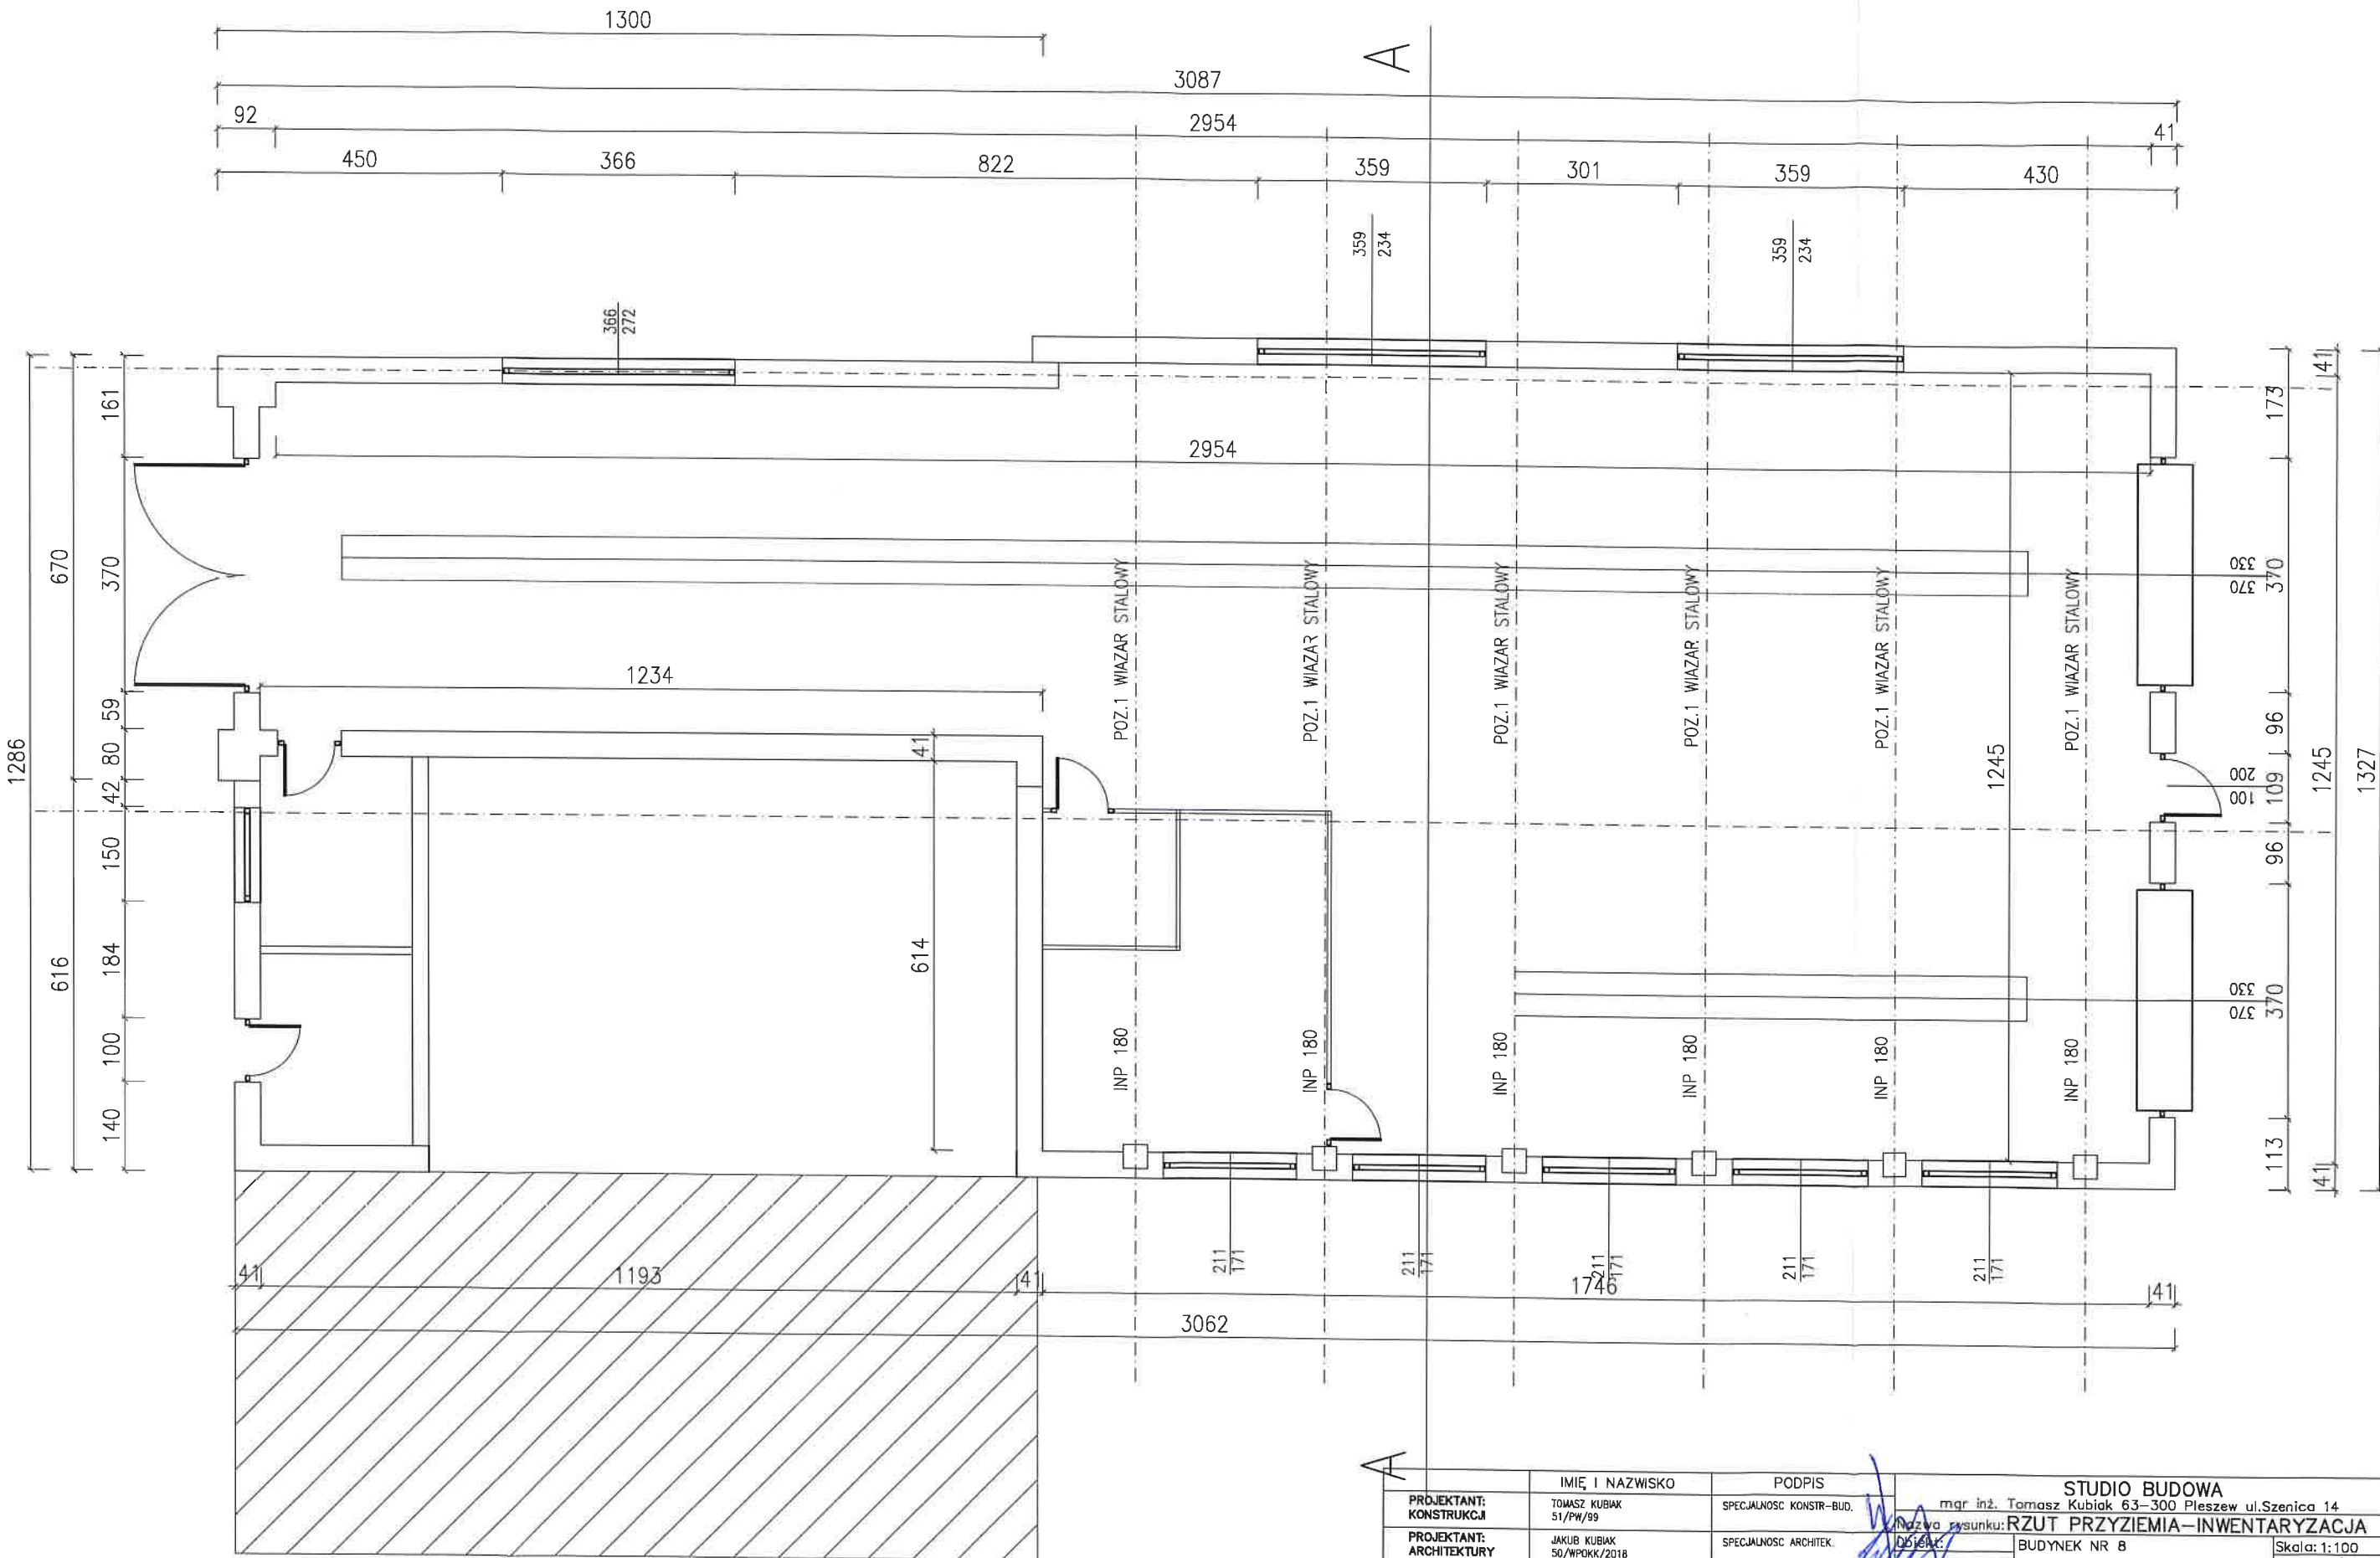 1300
A
3087
92
2954
41
450
366
822
359
301
359
430
359
234
359
234
366
272
1286
670
616
161
370
59
80
42
150
184
100
140
2954
1234
41
614
1245
POZ.1 WIAZAR STALOWY
POZ.1 WIAZAR STALOWY
POZ.1 WIAZAR STALOWY
POZ.1 WIAZAR STALOWY
POZ.1 WIAZAR STALOWY
POZ.1 WIAZAR STALOWY
INP 180
INP 180
INP 180
INP 180
INP 180
INP 180
330
370
200
100
330
370
173
370
96
109
96
370
113
41
1245
41
1327
211
171
211
171
211
171
211
171
211
171
41
1193
41
1746
41
3062
A
IMIĘ I NAZWISKO
PODPIS
PROJEKTANT:
KONSTRUKCJI
TOMASZ KUBIAK
51/PW/99
SPECJALNOSC KONSTR-BUD.
PROJEKTANT:
ARCHITEKTURY
JAKUB KUBIAK
50/WPOKK/2018
SPECJALNOSC ARCHITEK.
STUDIO BUDOWA
mgr inż. Tomasz Kubiak 63-300 Pleszew ul.Szenica 14
Nazwa rysunku: RZUT PRZYZIEMIA-INWENTARYZACJA
Obiekt: BUDYNEK NR 8
Skala: 1:100